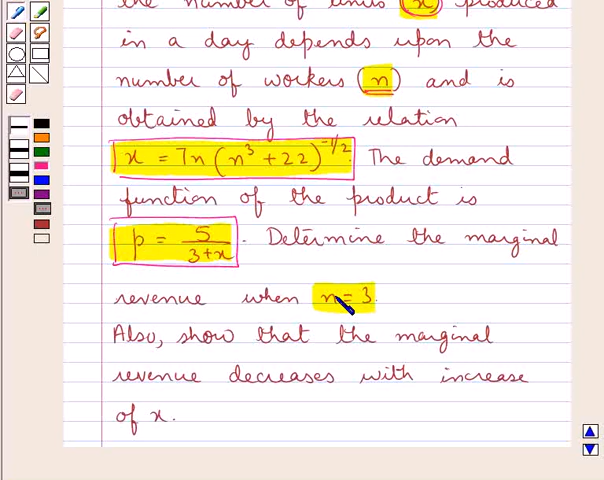 the number of units (x) produced
in a day depends upon the
number of workers (n) and is
obtained by the relation
x = 7n (n³ + 22)^{-1/2}. The demand
function of the product is
p = 5/(3+x). Determine the marginal
revenue when n = 3.
Also, show that the marginal
revenue decreases with increase
of x.